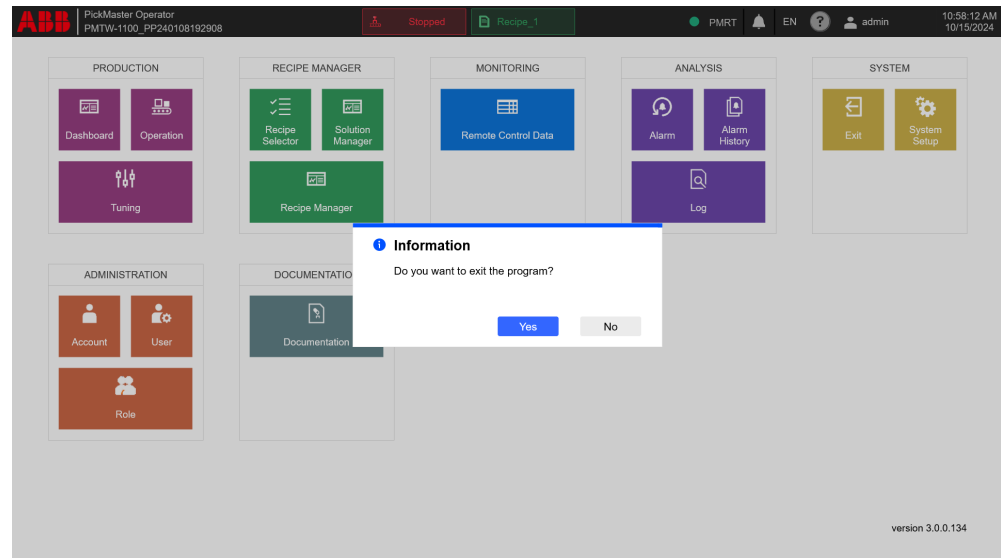 ABB
PickMaster Operator
PMTW-1100_PP240108192908
Stopped
Recipe_1
PMRT
EN
?
admin
10:58:12 AM
10/15/2024
PRODUCTION
Dashboard
Operation
Tuning
RECIPE MANAGER
Recipe
Selector
Solution
Manager
Recipe Manager
MONITORING
Remote Control Data
ANALYSIS
Alarm
Alarm
History
Log
SYSTEM
Exit
System
Setup
Information
Do you want to exit the program?
Yes
No
ADMINISTRATION
Account
User
Role
DOCUMENTATIO
Documentation
version 3.0.0.134